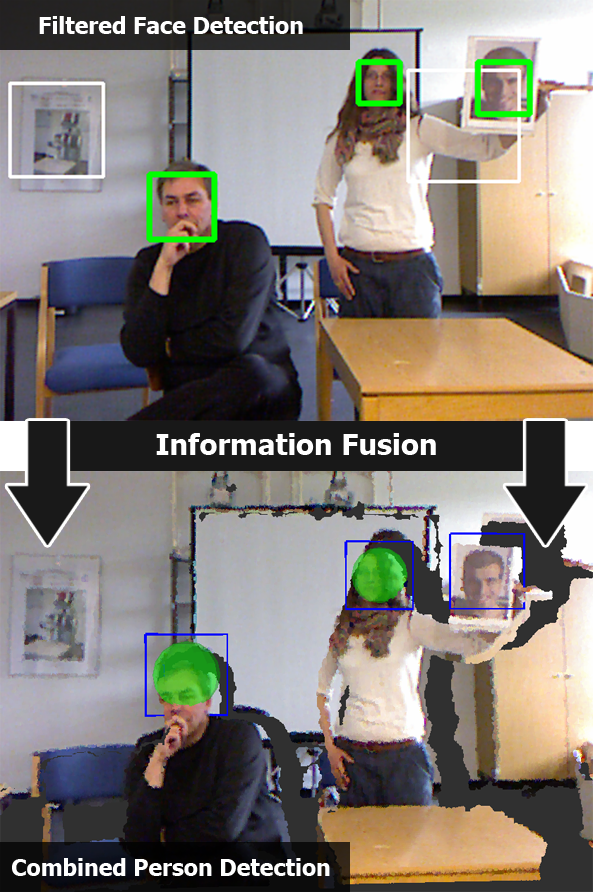 Filtered Face Detection
Information Fusion
Combined Person Detection